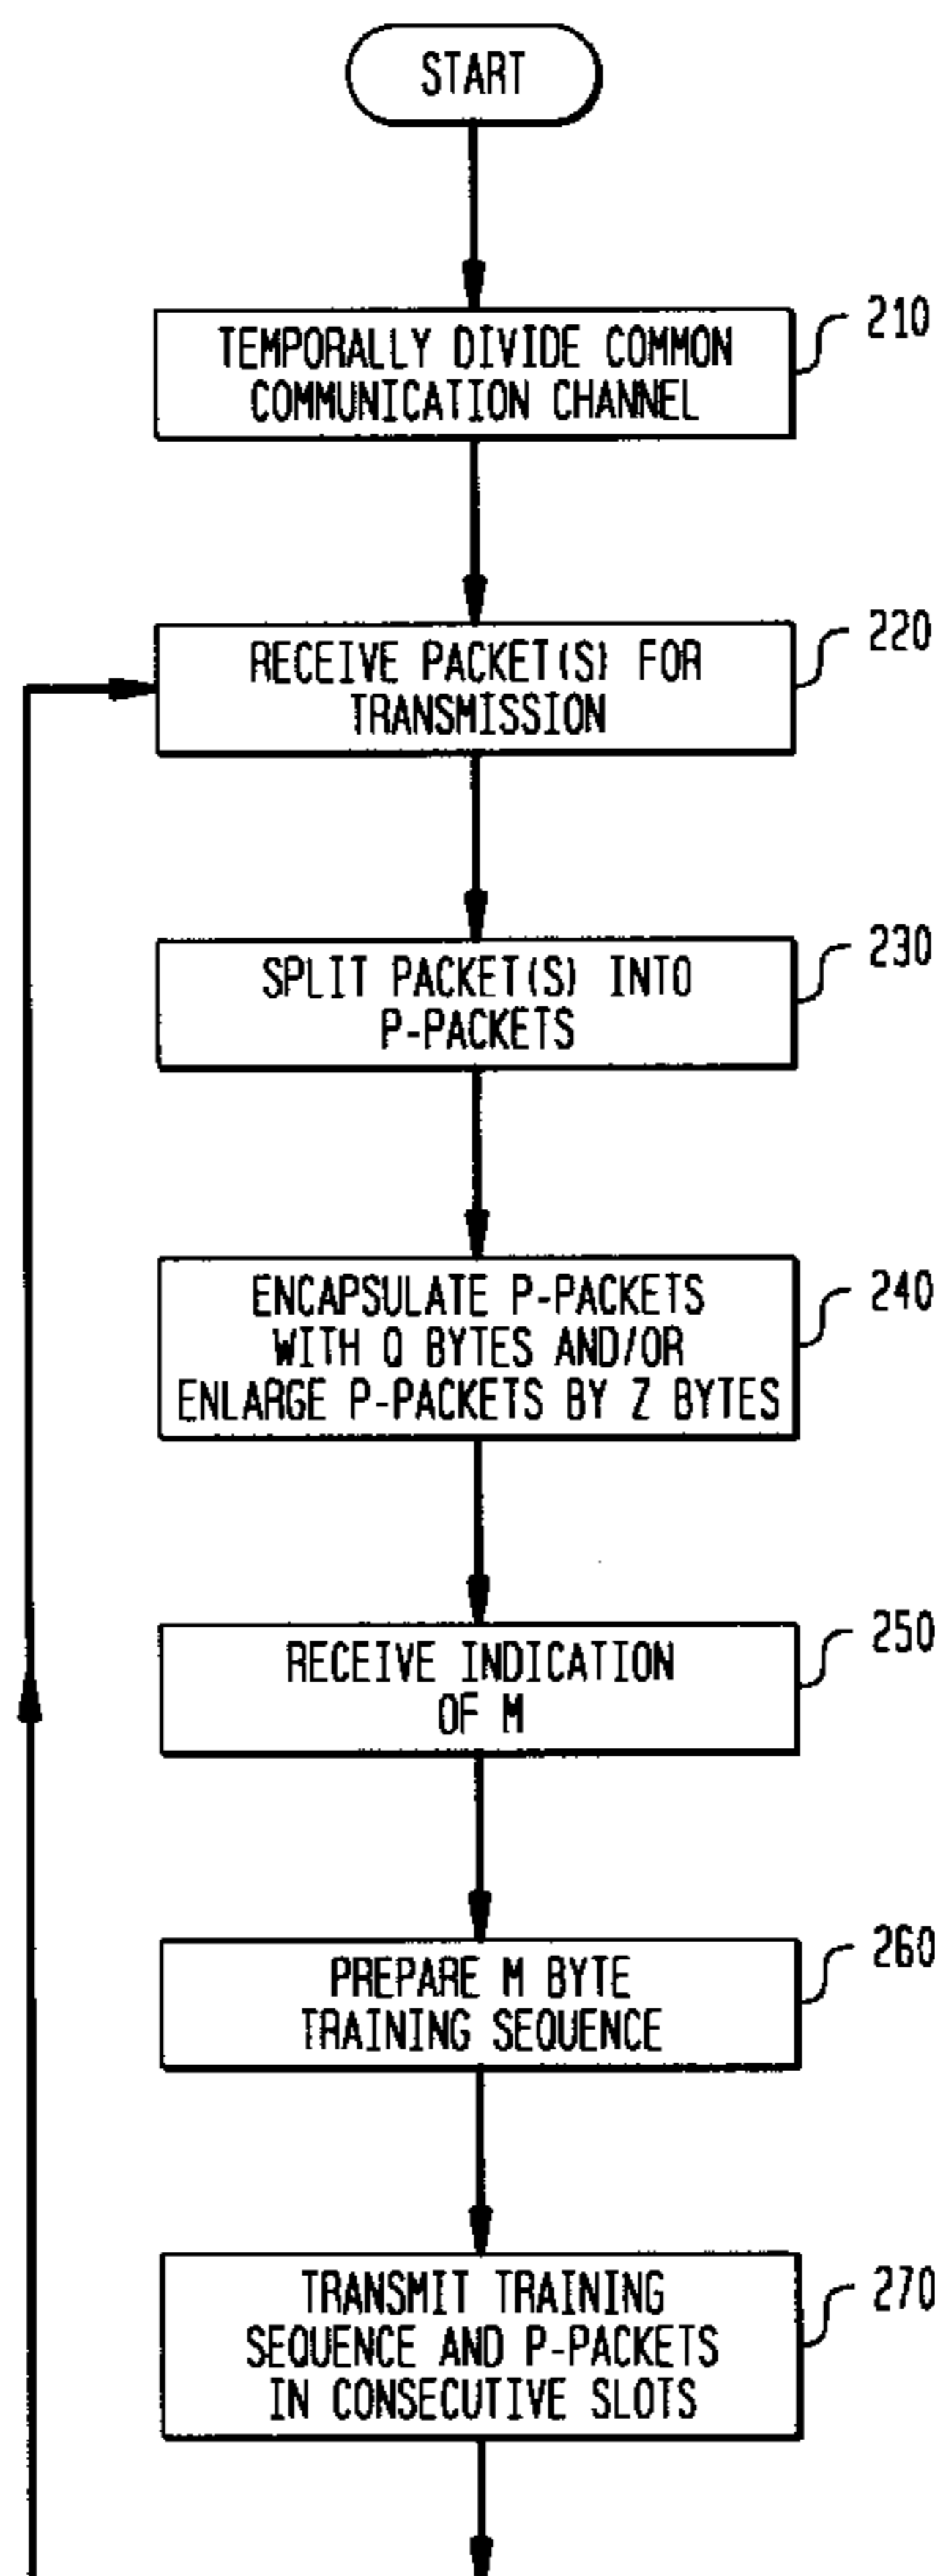 START
TEMPORALLY DIVIDE COMMON
COMMUNICATION CHANNEL
210
RECEIVE PACKET(S) FOR
TRANSMISSION
220
SPLIT PACKET(S) INTO
P-PACKETS
230
ENCAPSULATE P-PACKETS
WITH Q BYTES AND/OR
ENLARGE P-PACKETS BY Z BYTES
240
RECEIVE INDICATION
OF M
250
PREPARE M BYTE
TRAINING SEQUENCE
260
TRANSMIT TRAINING
SEQUENCE AND P-PACKETS
IN CONSECUTIVE SLOTS
270